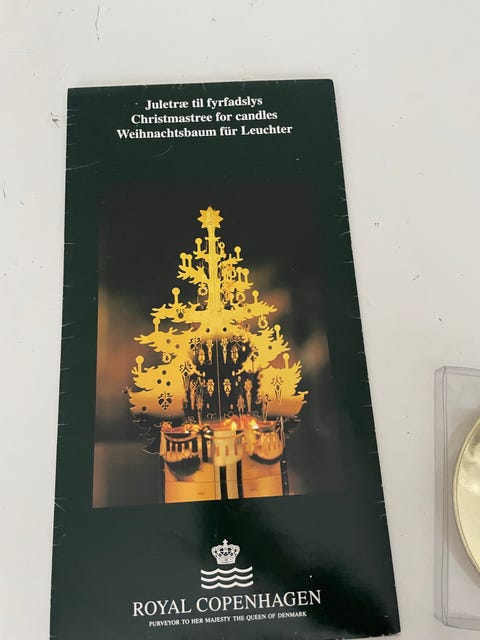 Juletræ til fyrfadslys
Christmastree for candles
Weihnachtsbaum für Leuchter
ROYAL COPENHAGEN
PURVEYOR TO HER MAJESTY THE QUEEN OF DENMARK